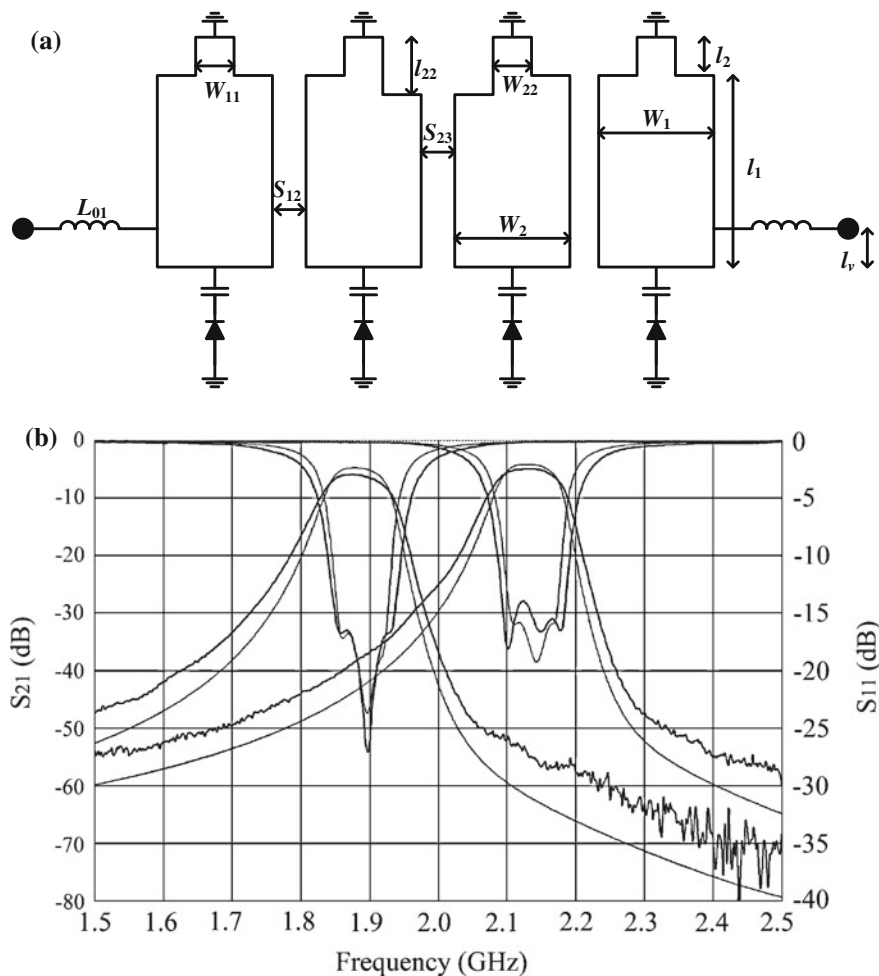 (a)
W11
l22
W22
l2
S23
W1
l1
S12
L01
W2
lv
(b)
0
-10
-20
-30
-40
-50
-60
-70
-80
S21 (dB)
0
-5
-10
-15
-20
-25
-30
-35
-40
S11 (dB)
1.5 1.6 1.7 1.8 1.9 2.0 2.1 2.2 2.3 2.4 2.5
Frequency (GHz)